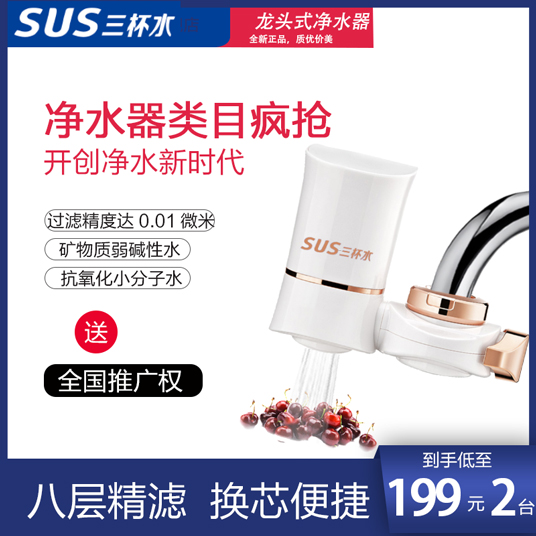 SUS三杯水
龙头式净水器
全新正品，质优价美
净水器类目疯抢
开创净水新时代
过滤精度达 0.01 微米
矿物质弱碱性水
抗氧化小分子水
送
全国推广权
SUS三杯水
八层精滤 换芯便捷
到手低至
199元2台